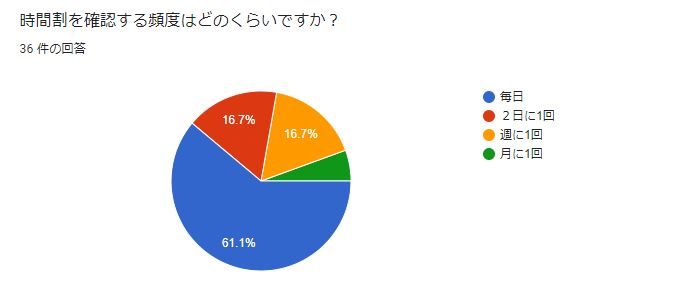 時間割を確認する頻度はどのくらいですか？
36 件の回答
毎日
２日に1回
週に1回
月に1回
16.7%
16.7%
61.1%